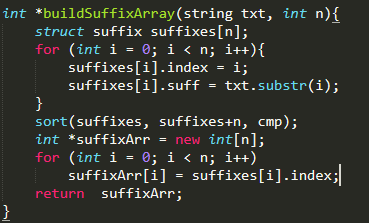 int *buildSuffixArray(string txt, int n){
    struct suffix suffixes[n];
    for (int i = 0; i < n; i++){
        suffixes[i].index = i;
        suffixes[i].suff = txt.substr(i);
    }
    sort(suffixes, suffixes+n, cmp);
    int *suffixArr = new int[n];
    for (int i = 0; i < n; i++)
        suffixArr[i] = suffixes[i].index;
    return  suffixArr;
}